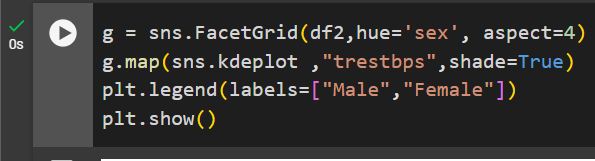 0s
g = sns.FacetGrid(df2,hue='sex', aspect=4)
g.map(sns.kdeplot ,"trestbps",shade=True)
plt.legend(labels=["Male","Female"])
plt.show()